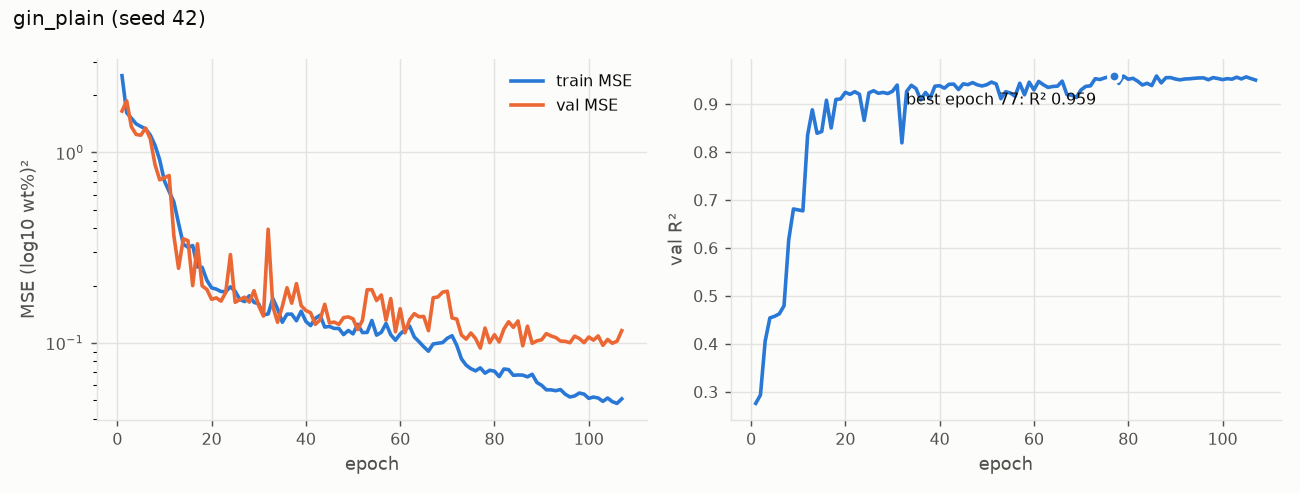 gin_plain (seed 42)
train MSE
val MSE
MSE (log10 wt%)²
10⁰
10⁻¹
0 20 40 60 80 100
epoch
best epoch 77: R² 0.959
val R²
0.9
0.8
0.7
0.6
0.5
0.4
0.3
0 20 40 60 80 100
epoch